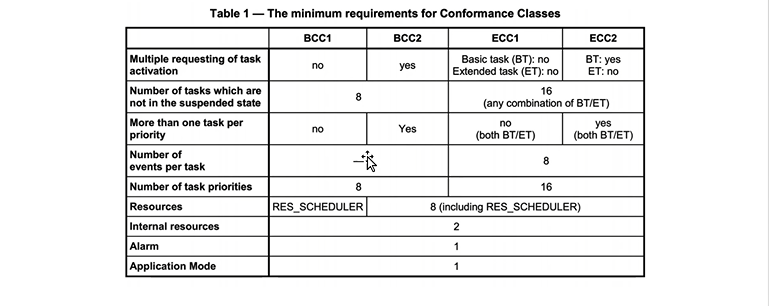 Table 1 — The minimum requirements for Conformance Classes
BCC1 BCC2 ECC1 ECC2
Multiple requesting of task activation no yes Basic task (BT): no Extended task (ET): no BT: yes ET: no
Number of tasks which are not in the suspended state 8 16 (any combination of BT/ET)
More than one task per priority no Yes no (both BT/ET) yes (both BT/ET)
Number of events per task — 8
Number of task priorities 8 16
Resources RES_SCHEDULER 8 (including RES_SCHEDULER)
Internal resources 2
Alarm 1
Application Mode 1